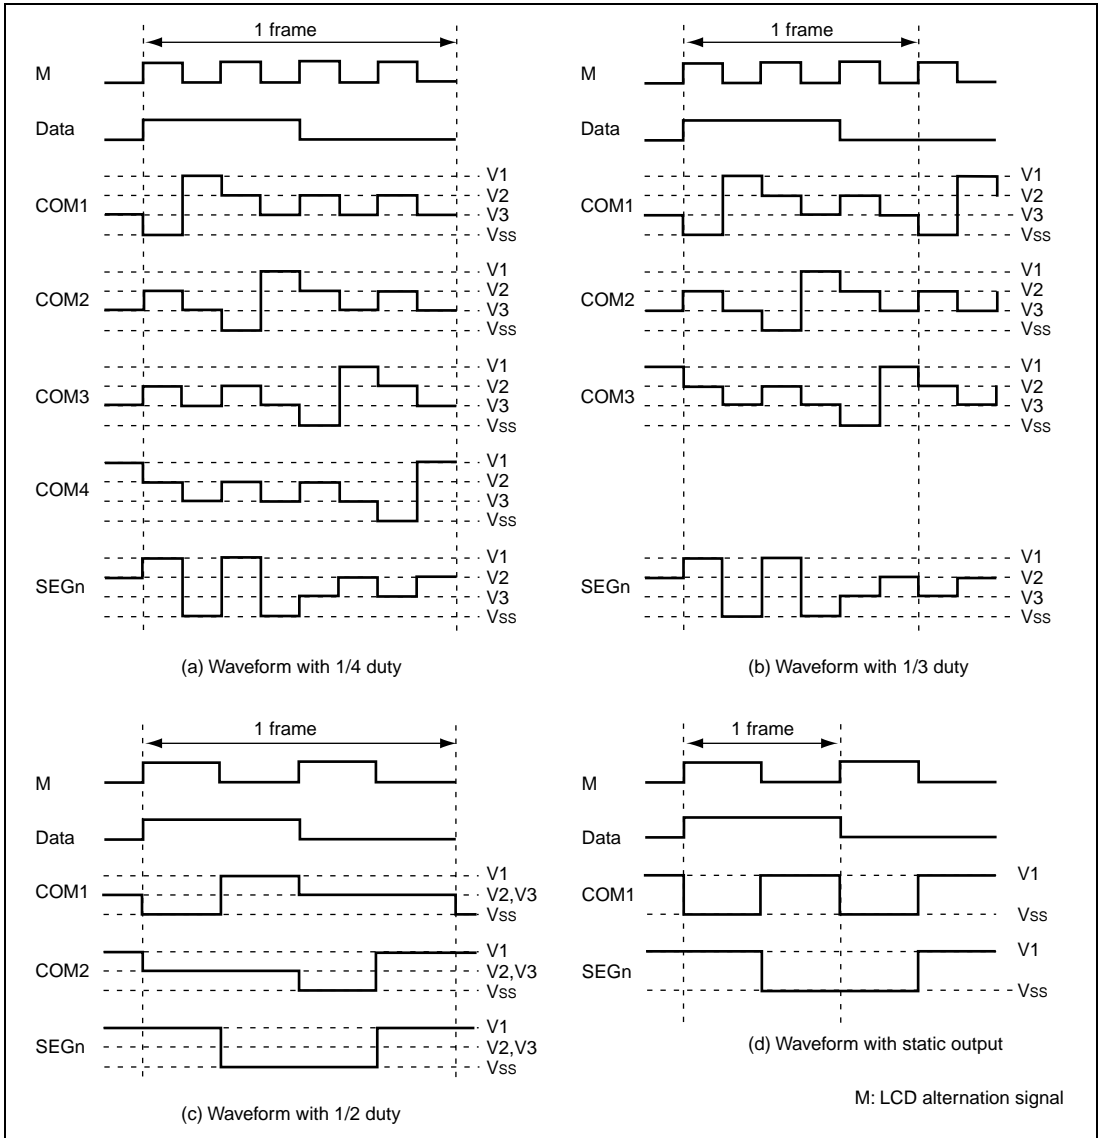 1 frame
M
Data
COM1
V1
V2
V3
VSS
COM2
V1
V2
V3
VSS
COM3
V1
V2
V3
VSS
COM4
V1
V2
V3
VSS
SEGn
V1
V2
V3
VSS
(a) Waveform with 1/4 duty
1 frame
M
Data
COM1
V1
V2
V3
VSS
COM2
V1
V2
V3
VSS
COM3
V1
V2
V3
VSS
SEGn
V1
V2
V3
VSS
(b) Waveform with 1/3 duty
1 frame
M
Data
COM1
V1
V2,V3
VSS
COM2
V1
V2,V3
VSS
SEGn
V1
V2,V3
VSS
(c) Waveform with 1/2 duty
1 frame
M
Data
COM1
V1
VSS
SEGn
V1
VSS
(d) Waveform with static output
M: LCD alternation signal